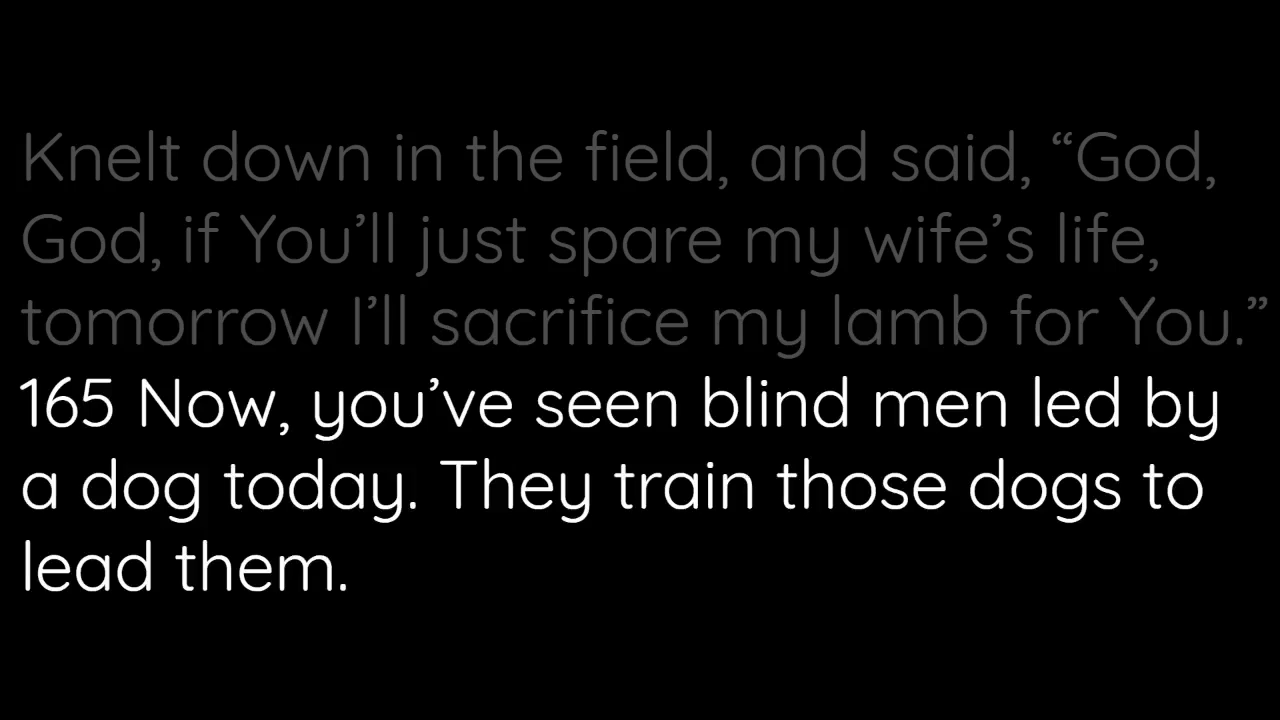 Knelt down in the field, and said, “God,
God, if You’ll just spare my wife’s life,
tomorrow I’ll sacrifice my lamb for You.”
165 Now, you’ve seen blind men led by
a dog today. They train those dogs to
lead them.